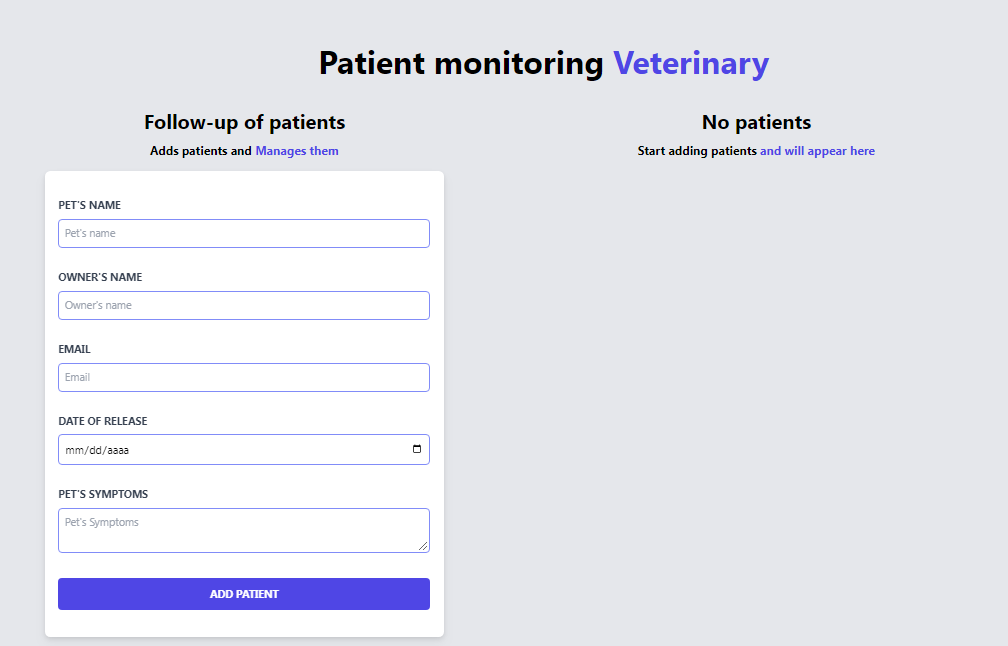 Patient monitoring Veterinary
Follow-up of patients
Adds patients and Manages them
PET'S NAME
Pet's name
OWNER'S NAME
Owner's name
EMAIL
Email
DATE OF RELEASE
mm/dd/aaaa
PET'S SYMPTOMS
Pet's Symptoms
ADD PATIENT
No patients
Start adding patients and will appear here